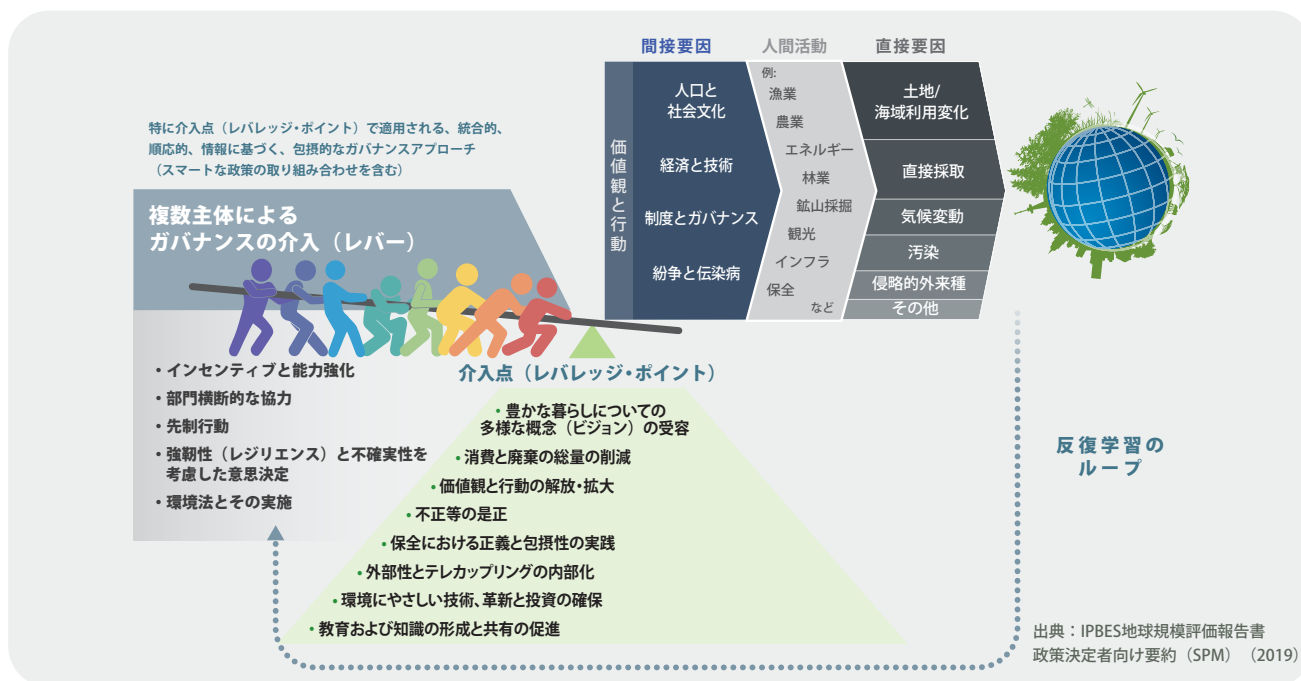 特に介入点（レバレッジ・ポイント）で適用される、統合的、
順応的、情報に基づく、包摂的なガバナンスアプローチ
（スマートな政策の取り組み合わせを含む）
複数主体による
ガバナンスの介入（レバー）
・インセンティブと能力強化
・部門横断的な協力
・先制行動
・強靭性（レジリエンス）と不確実性を
考慮した意思決定
・環境法とその実施
介入点（レバレッジ・ポイント）
・豊かな暮らしについての
多様な概念（ビジョン）の受容
・消費と廃棄の総量の削減
・価値観と行動の解放・拡大
・不正等の是正
・保全における正義と包摂性の実践
・外部性とテレカップリングの内部化
・環境にやさしい技術、革新と投資の確保
・教育および知識の形成と共有の促進
間接要因
価値観と行動
人口と
社会文化
経済と技術
制度とガバナンス
紛争と伝染病
人間活動
例:
漁業
農業
エネルギー
林業
鉱山採掘
観光
インフラ
保全
など
直接要因
土地/
海域利用変化
直接採取
気候変動
汚染
侵略的外来種
その他
反復学習の
ループ
出典：IPBES地球規模評価報告書
政策決定者向け要約（SPM）（2019）